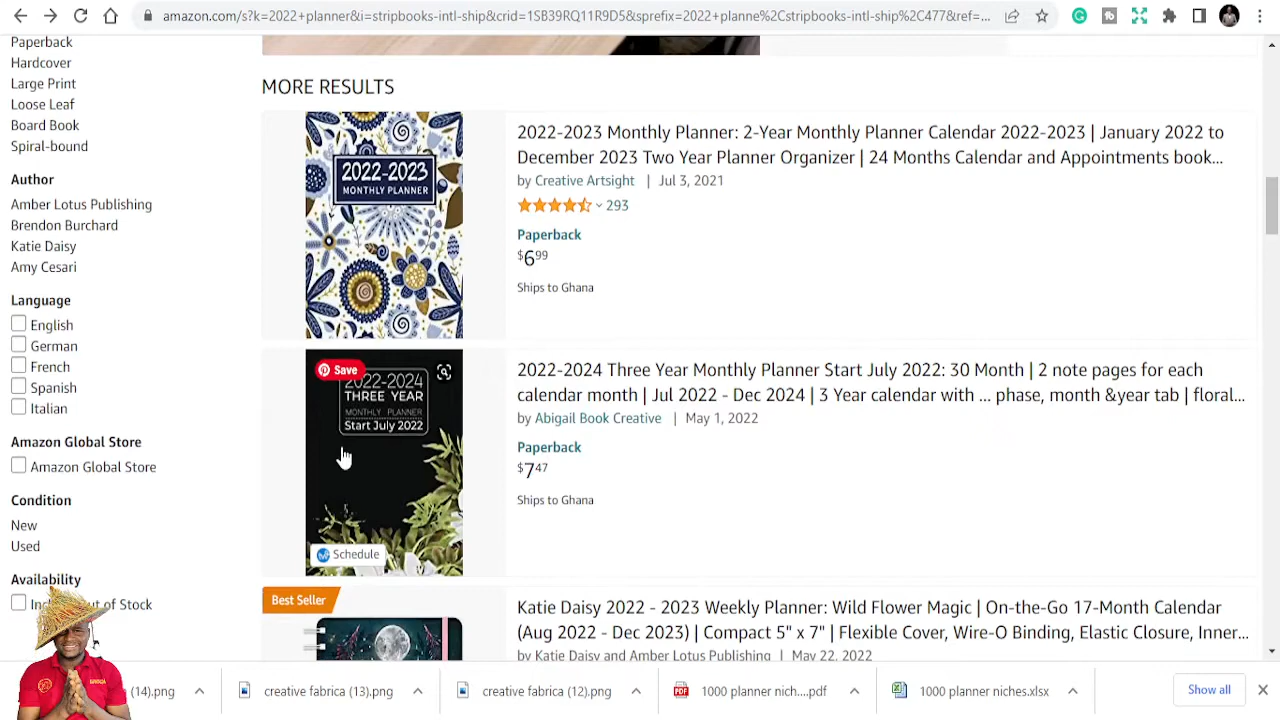 amazon.com/s?k=2022+planner&i=stripbooks-intl-ship&crid=1SB39RQ11R9D5&sprefix=2022+planne%2Cstripbooks-intl-ship%2C477&ref=...
Paperback
Hardcover
Large Print
Loose Leaf
Board Book
Spiral-bound
Author
Amber Lotus Publishing
Brendon Burchard
Katie Daisy
Amy Cesari
Language
English
German
French
Spanish
Italian
Amazon Global Store
Amazon Global Store
Condition
New
Used
Availability
of Stock
MORE RESULTS
2022-2023
MONTHLY PLANNER
2022-2023 Monthly Planner: 2-Year Monthly Planner Calendar 2022-2023 | January 2022 to
December 2023 Two Year Planner Organizer | 24 Months Calendar and Appointments book...
by Creative Artsight | Jul 3, 2021
293
Paperback
$6.99
Ships to Ghana
Save
2022-2024
THREE YEAR
MONTHLY PLANNER
Start July 2022
Schedule
2022-2024 Three Year Monthly Planner Start July 2022: 30 Month | 2 note pages for each
calendar month | Jul 2022 - Dec 2024 | 3 Year calendar with ... phase, month &year tab | floral...
by Abigail Book Creative | May 1, 2022
Paperback
$7.47
Ships to Ghana
Best Seller
Katie Daisy 2022 - 2023 Weekly Planner: Wild Flower Magic | On-the-Go 17-Month Calendar
(Aug 2022 - Dec 2023) | Compact 5" x 7" | Flexible Cover, Wire-O Binding, Elastic Closure, Inner...
by Katie Daisy and Amber Lotus Publishing | May 22, 2022
(14).png
creative fabrica (13).png
creative fabrica (12).png
1000 planner nich....pdf
1000 planner niches.xlsx
Show all